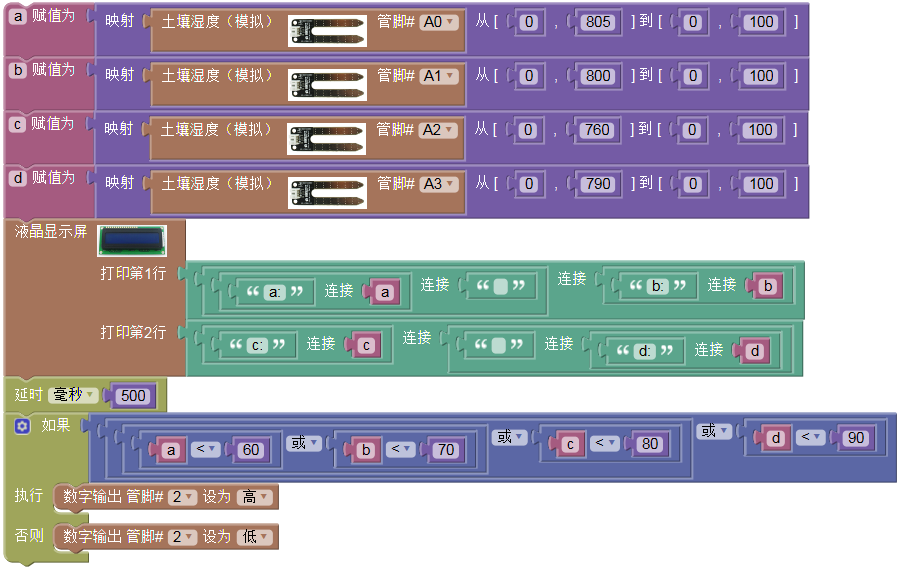 a 赋值为 映射 土壤湿度（模拟） 管脚# A0 从 [ 0 , 805 ] 到 [ 0 , 100 ]
b 赋值为 映射 土壤湿度（模拟） 管脚# A1 从 [ 0 , 800 ] 到 [ 0 , 100 ]
c 赋值为 映射 土壤湿度（模拟） 管脚# A2 从 [ 0 , 760 ] 到 [ 0 , 100 ]
d 赋值为 映射 土壤湿度（模拟） 管脚# A3 从 [ 0 , 790 ] 到 [ 0 , 100 ]
液晶显示屏
打印第1行 “ a: ” 连接 a 连接 “ ” 连接 “ b: ” 连接 b
打印第2行 “ c: ” 连接 c 连接 “ ” 连接 “ d: ” 连接 d
延时 毫秒 500
如果 a < 60 或 b < 70 或 c < 80 或 d < 90
执行 数字输出 管脚# 2 设为 高
否则 数字输出 管脚# 2 设为 低